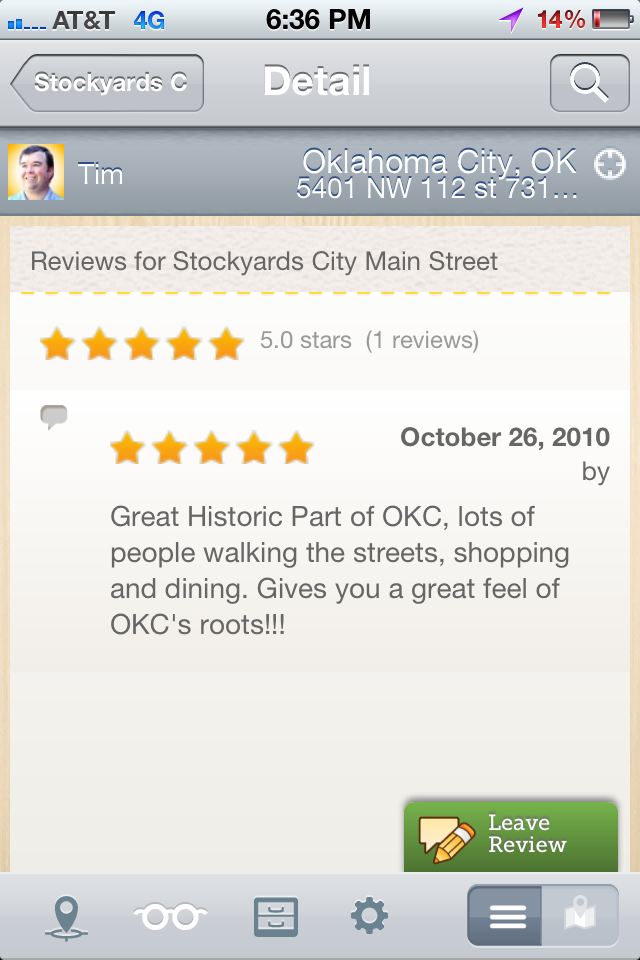 AT&T 4G 6:36 PM 14%
Stockyards C Detail
Tim
Oklahoma City, OK
5401 NW 112 st 731...
Reviews for Stockyards City Main Street
5.0 stars (1 reviews)
October 26, 2010
by
Great Historic Part of OKC, lots of
people walking the streets, shopping
and dining. Gives you a great feel of
OKC's roots!!!
Leave
Review